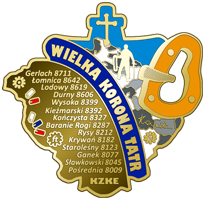 WIELKA KORONA TATR
Gerlach 8711
Łomnica 8642
Lodowy 8619
Durny 8606
Wysoka 8399
Kieżmarski 8392
Kończysta 8327
Baranie Rogi 8287
Rysy 8212
Krywań 8182
Staroleśny 8123
Ganek 8077
Sławkowski 8045
Pośrednia 8009
ft
KZKE